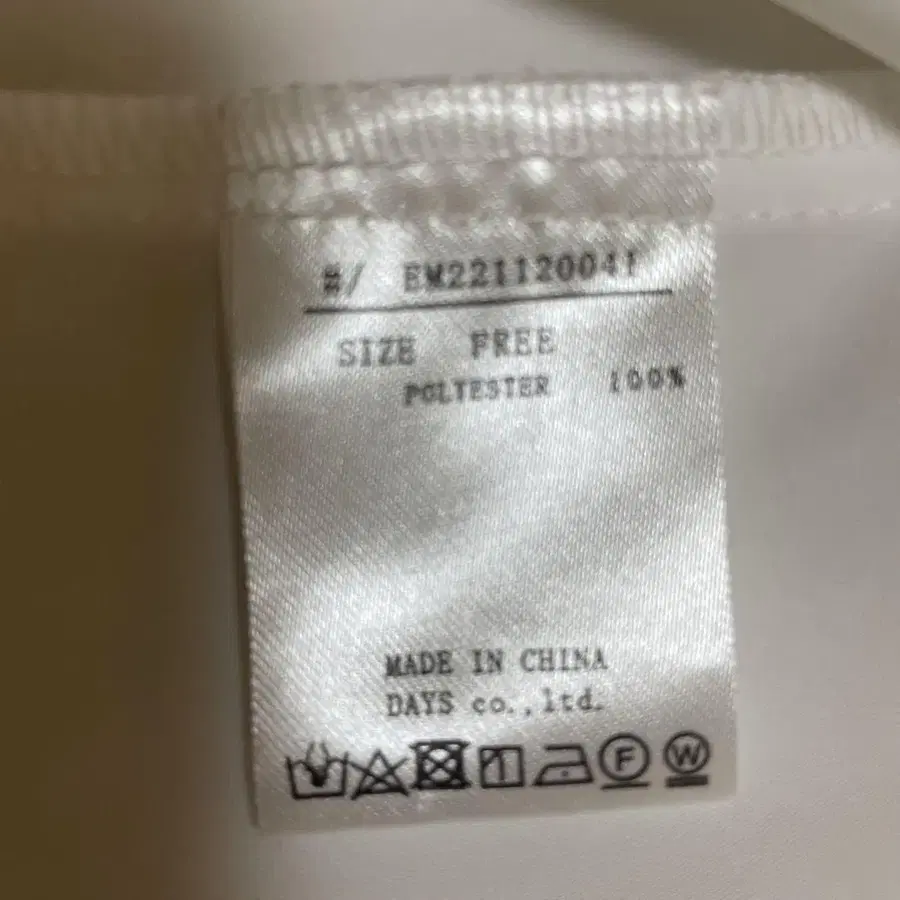 #/ EM221120041
SIZE FREE
POLYESTER 100%
MADE IN CHINA
DAYS co.,ltd.
F W